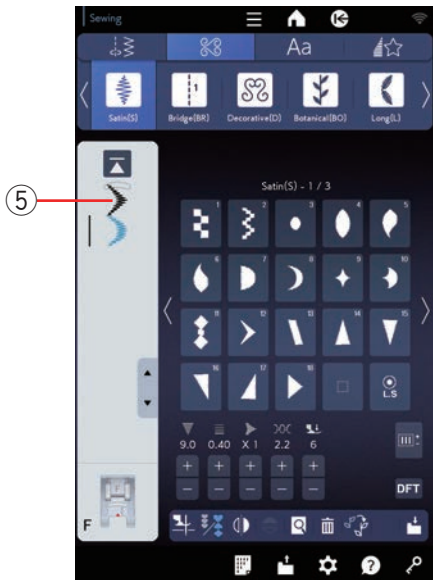 Sewing
Aa
1
Satin(S) Bridge(BR) Decorative(D) Botanical(BO) Long(L)
5
Satin(S) - 1 / 3
1 2 3 4 5
6 7 8 9 10
11 12 13 14 15
16 17 18
L.S
9.0 0.40 X 1 2.2 6
+ + + + +
− − − − −
DFT
F
?